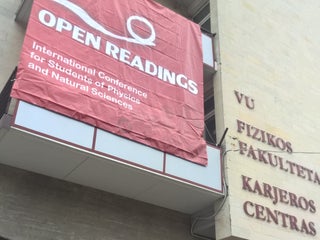 OPEN READINGS
International Conference
for Students of Physics
and Natural Sciences
VU
FIZIKOS
FAKULTETA
KARJEROS
CENTRAS